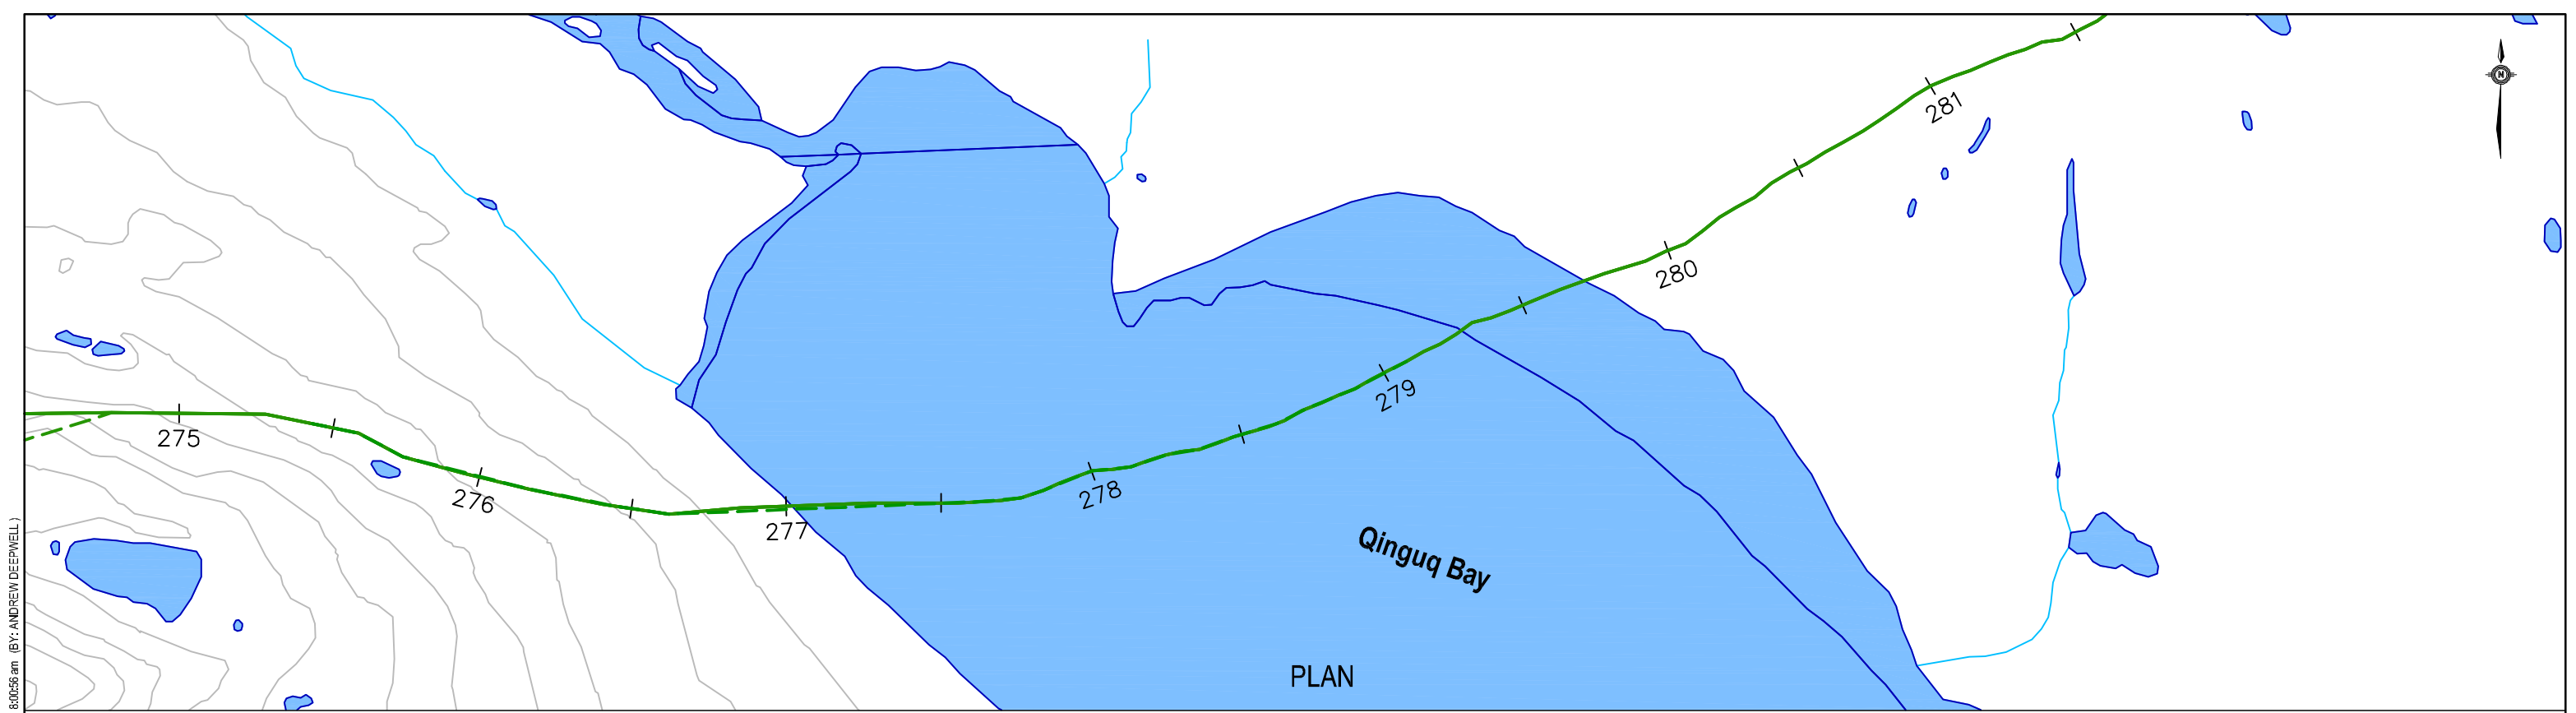 N
281
280
279
278
277
276
275
Qinguq Bay
PLAN
8:00:56 am (BY: ANDREW DEEPWELL )